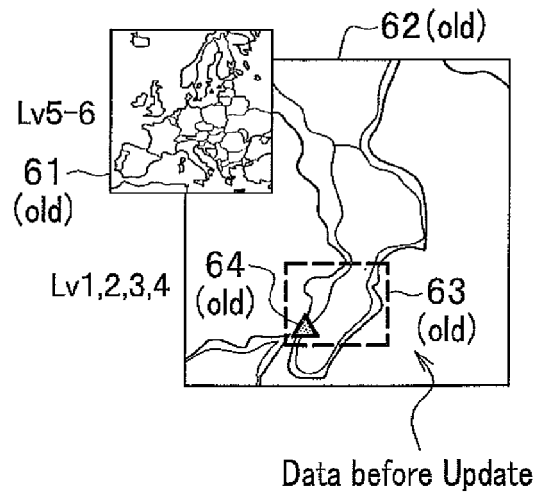 62(old)
Lv5-6
61
(old)
64
(old)
Lv1,2,3,4
63
(old)
Data before Update